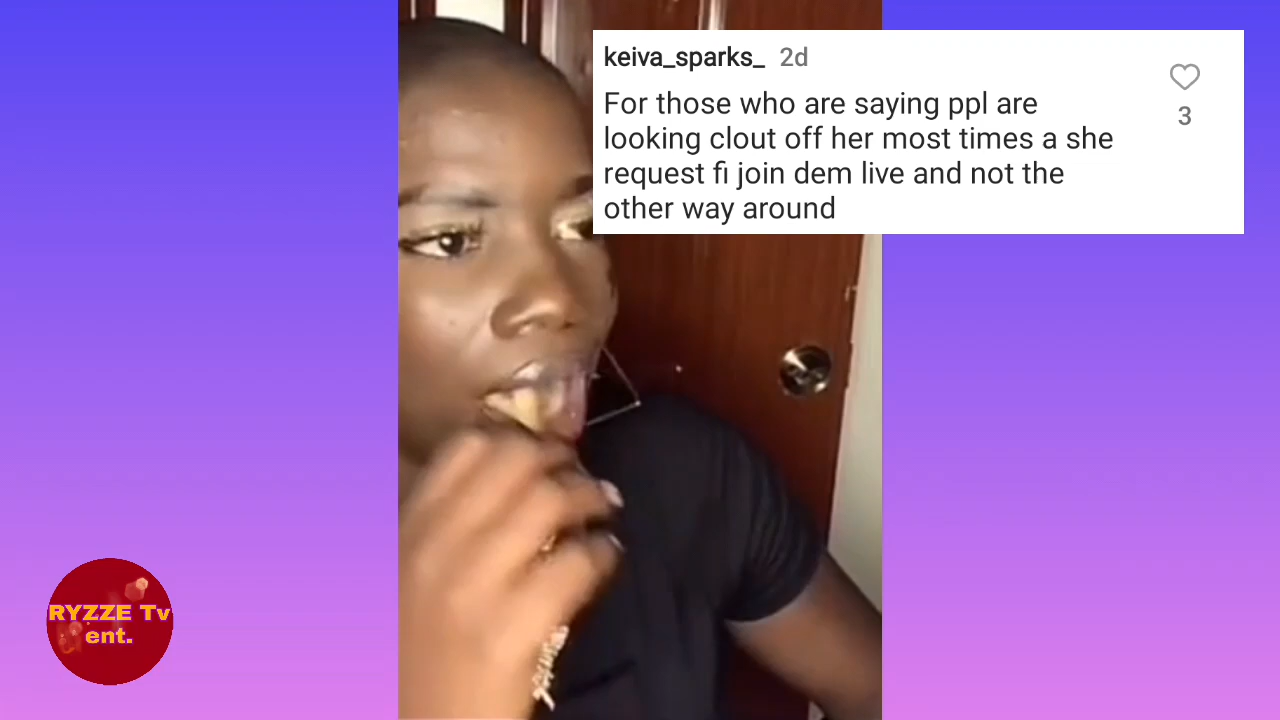 keiva_sparks_ 2d
For those who are saying ppl are
looking clout off her most times a she
request fi join dem live and not the
other way around
3
RYZZE Tv
ent.